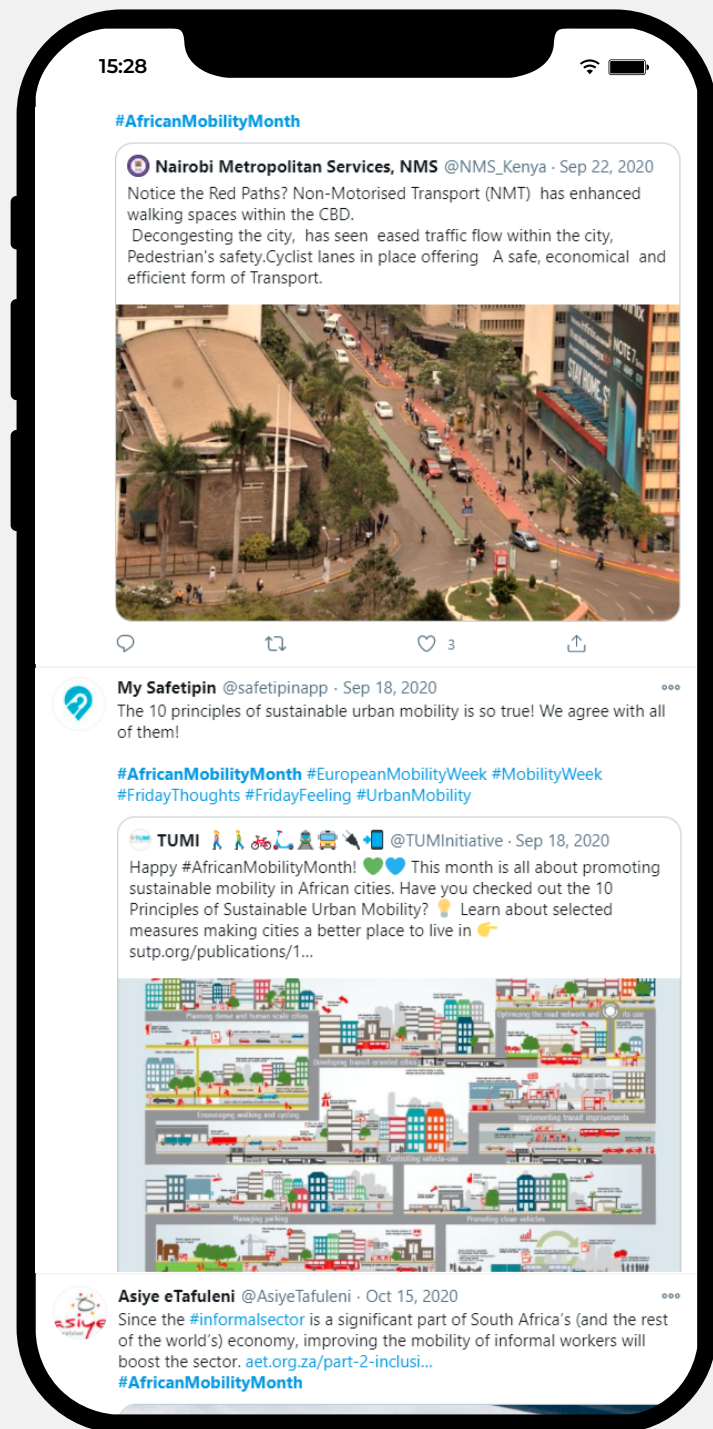 15:28
#AfricanMobilityMonth
Nairobi Metropolitan Services, NMS @NMS_Kenya · Sep 22, 2020
Notice the Red Paths? Non-Motorised Transport (NMT)  has enhanced
walking spaces within the CBD.
Decongesting the city,  has seen  eased traffic flow within the city,
Pedestrian's safety.Cyclist lanes in place offering   A safe, economical  and
efficient form of Transport.
Infinix
NOTE 7
STAY HOME. S
3
My Safetipin @safetipinapp · Sep 18, 2020
The 10 principles of sustainable urban mobility is so true! We agree with all
of them!
#AfricanMobilityMonth #EuropeanMobilityWeek #MobilityWeek
#FridayThoughts #FridayFeeling #UrbanMobility
TUMI
TUMI 🚶🚶🚲🛴🚊🚍🔌📲 @TUMInitiative · Sep 18, 2020
Happy #AfricanMobilityMonth! 💚💙 This month is all about promoting
sustainable mobility in African cities. Have you checked out the 10
Principles of Sustainable Urban Mobility? 💡 Learn about selected
measures making cities a better place to live in 👉
sutp.org/publications/1...
Planning dense and human scale cities
Optimizing the road network and its use
Developing transit-oriented cities
Encouraging walking and cycling
Implementing transit improvements
Controlling vehicle-use
Managing parking
Promoting clean vehicles
asiye
Asiye eTafuleni @AsiyeTafuleni · Oct 15, 2020
Since the #informalsector is a significant part of South Africa's (and the rest
of the world's) economy, improving the mobility of informal workers will
boost the sector. aet.org.za/part-2-inclusi...
#AfricanMobilityMonth